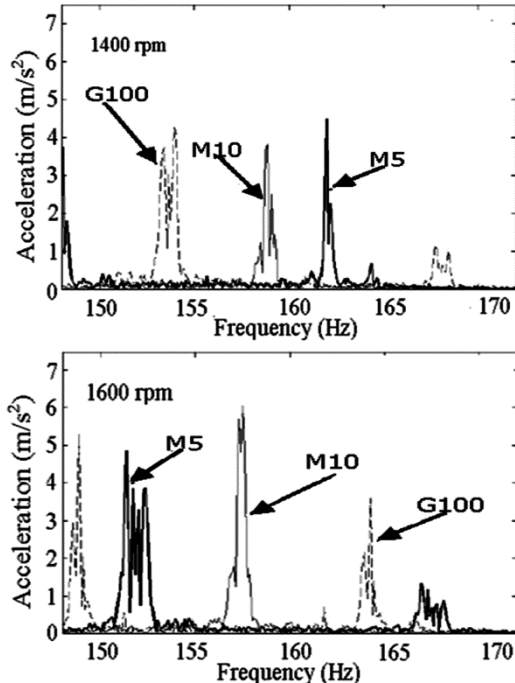 7
1400 rpm
6
G100
5
M10
M5
4
3
2
1
0
Acceleration (m/s²)
150 155 160 165 170
Frequency (Hz)
7
1600 rpm
6
M5
M10
5
G100
4
3
2
1
0
Acceleration (m/s²)
150 155 160 165 170
Frequency (Hz)